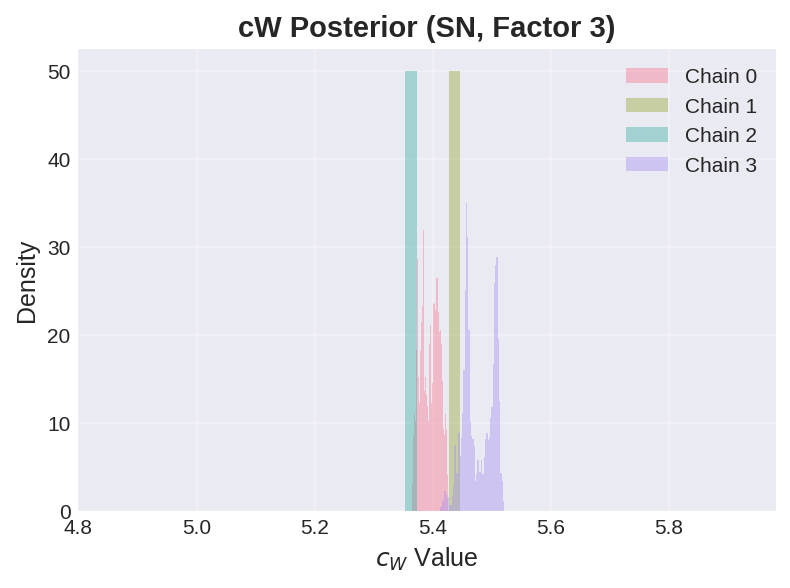 cW Posterior (SN, Factor 3)
Chain 0
Chain 1
Chain 2
Chain 3
Density
50
40
30
20
10
0
4.8 5.0 5.2 5.4 5.6 5.8
c_W Value